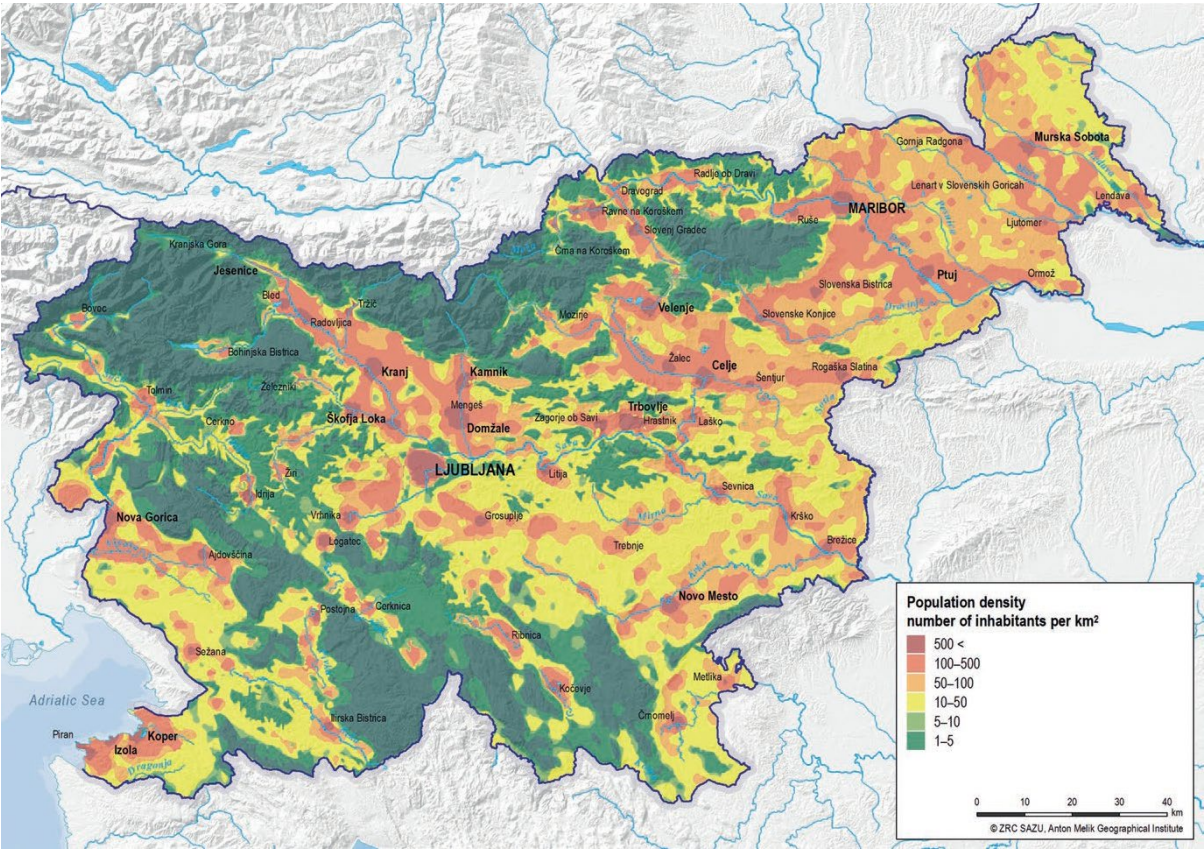 Murska Sobota
Gornja Radgona
Radlje ob Dravi
Dravograd
Lenart v Slovenskih Goricah
Lendava
Ravne na Koroškem
MARIBOR
Ruše
Ljutomer
Slovenj Gradec
Kranjska Gora
Črna na Koroškem
Jesenice
Ptuj
Ormož
Slovenska Bistrica
Bled
Tržič
Bovec
Velenje
Mozirje
Slovenske Konjice
Radovljica
Bohinjska Bistrica
Žalec
Celje
Rogaška Slatina
Kranj
Kamnik
Šentjur
Železniki
Tolmin
Mengeš
Trbovlje
Cerkno
Škofja Loka
Zagorje ob Savi
Hrastnik
Laško
Domžale
LJUBLJANA
Žiri
Litija
Idrija
Sevnica
Vrhnika
Grosuplje
Krško
Nova Gorica
Logatec
Trebnje
Brežice
Ajdovščina
Krka
Novo Mesto
Postojna
Cerknica
Ribnica
Sežana
Metlika
Kočevje
Adriatic Sea
Črnomelj
Ilirska Bistrica
Piran
Koper
Izola
Dragonja
Population density
number of inhabitants per km²
500 <
100–500
50–100
10–50
5–10
1–5
0 10 20 30 40
km
© ZRC SAZU, Anton Melik Geographical Institute